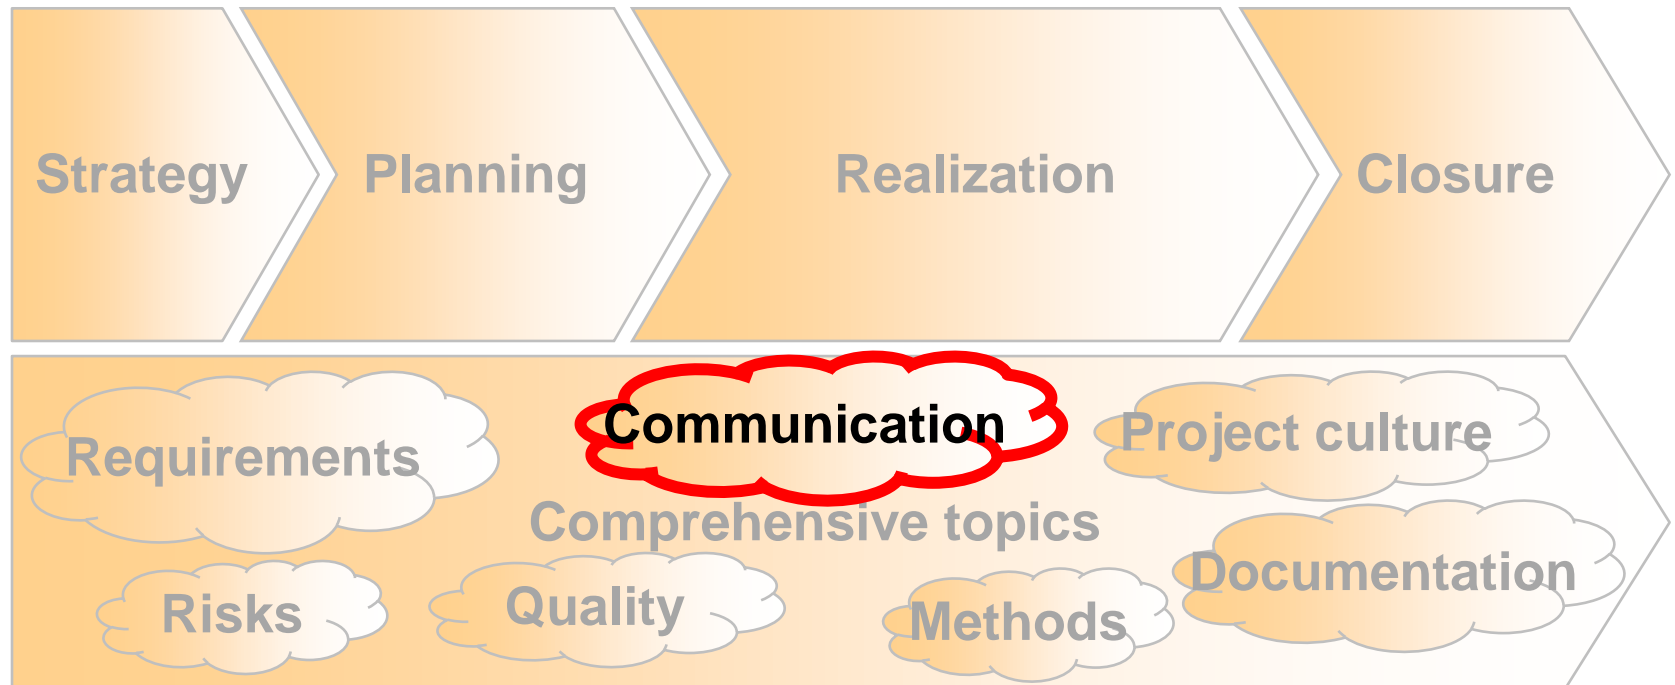 Strategy
Planning
Realization
Closure
Communication
Project culture
Requirements
Comprehensive topics
Documentation
Risks
Quality
Methods